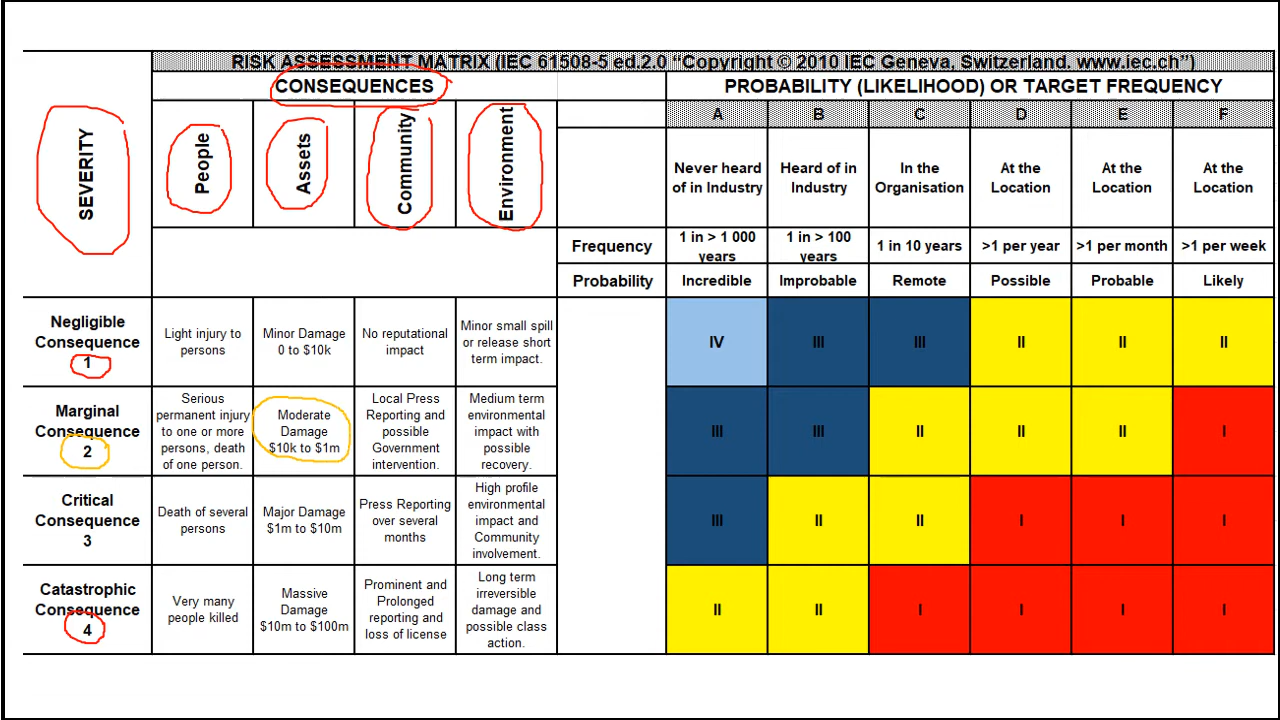 RISK ASSESSMENT MATRIX (IEC 61508-5 ed.2.0 “Copyright © 2010 IEC Geneva, Switzerland. www.iec.ch”)
CONSEQUENCES
PROBABILITY (LIKELIHOOD) OR TARGET FREQUENCY
SEVERITY
People
Assets
Community
Environment
A
B
C
D
E
F
Never heard
of in Industry
Heard of in
Industry
In the
Organisation
At the
Location
At the
Location
At the
Location
Frequency
1 in > 1 000
years
1 in > 100
years
1 in 10 years
>1 per year
>1 per month
>1 per week
Probability
Incredible
Improbable
Remote
Possible
Probable
Likely
Negligible
Consequence
1
Light injury to
persons
Minor Damage
0 to $10k
No reputational
impact
Minor small spill
or release short
term impact.
IV
III
III
II
II
II
Marginal
Consequence
2
Serious
permanent injury
to one or more
persons, death
of one person.
Moderate
Damage
$10k to $1m
Local Press
Reporting and
possible
Government
intervention.
Medium term
environmental
impact with
possible
recovery.
III
III
II
II
II
I
Critical
Consequence
3
Death of several
persons
Major Damage
$1m to $10m
Press Reporting
over several
months
High profile
environmental
impact and
Community
involvement.
III
II
II
I
I
I
Catastrophic
Consequence
4
Very many
people killed
Massive
Damage
$10m to $100m
Prominent and
Prolonged
reporting and
loss of license
Long term
irreversible
damage and
possible class
action.
II
II
I
I
I
I